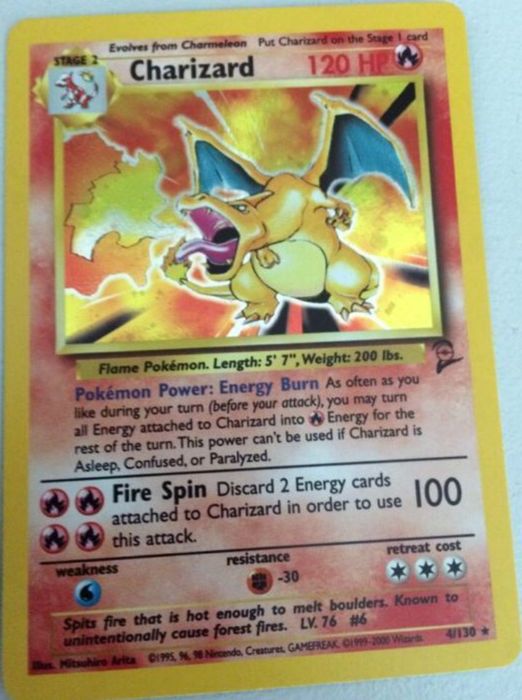 Evolves from Charmeleon Put Charizard on the Stage 1 card
STAGE 2
Charizard 120 HP
Flame Pokémon. Length: 5' 7", Weight: 200 lbs.
Pokémon Power: Energy Burn As often as you
like during your turn (before your attack), you may turn
all Energy attached to Charizard into Energy for the
rest of the turn. This power can't be used if Charizard is
Asleep, Confused, or Paralyzed.
Fire Spin Discard 2 Energy cards
attached to Charizard in order to use 100
this attack.
weakness resistance retreat cost
-30
Spits fire that is hot enough to melt boulders. Known to
unintentionally cause forest fires. LV. 76 #6
4/130 ★
Illus. Mitsuhiro Arita ©1995, 96, 98 Nintendo, Creatures, GAMEFREAK. ©1999-2000 Wizards.